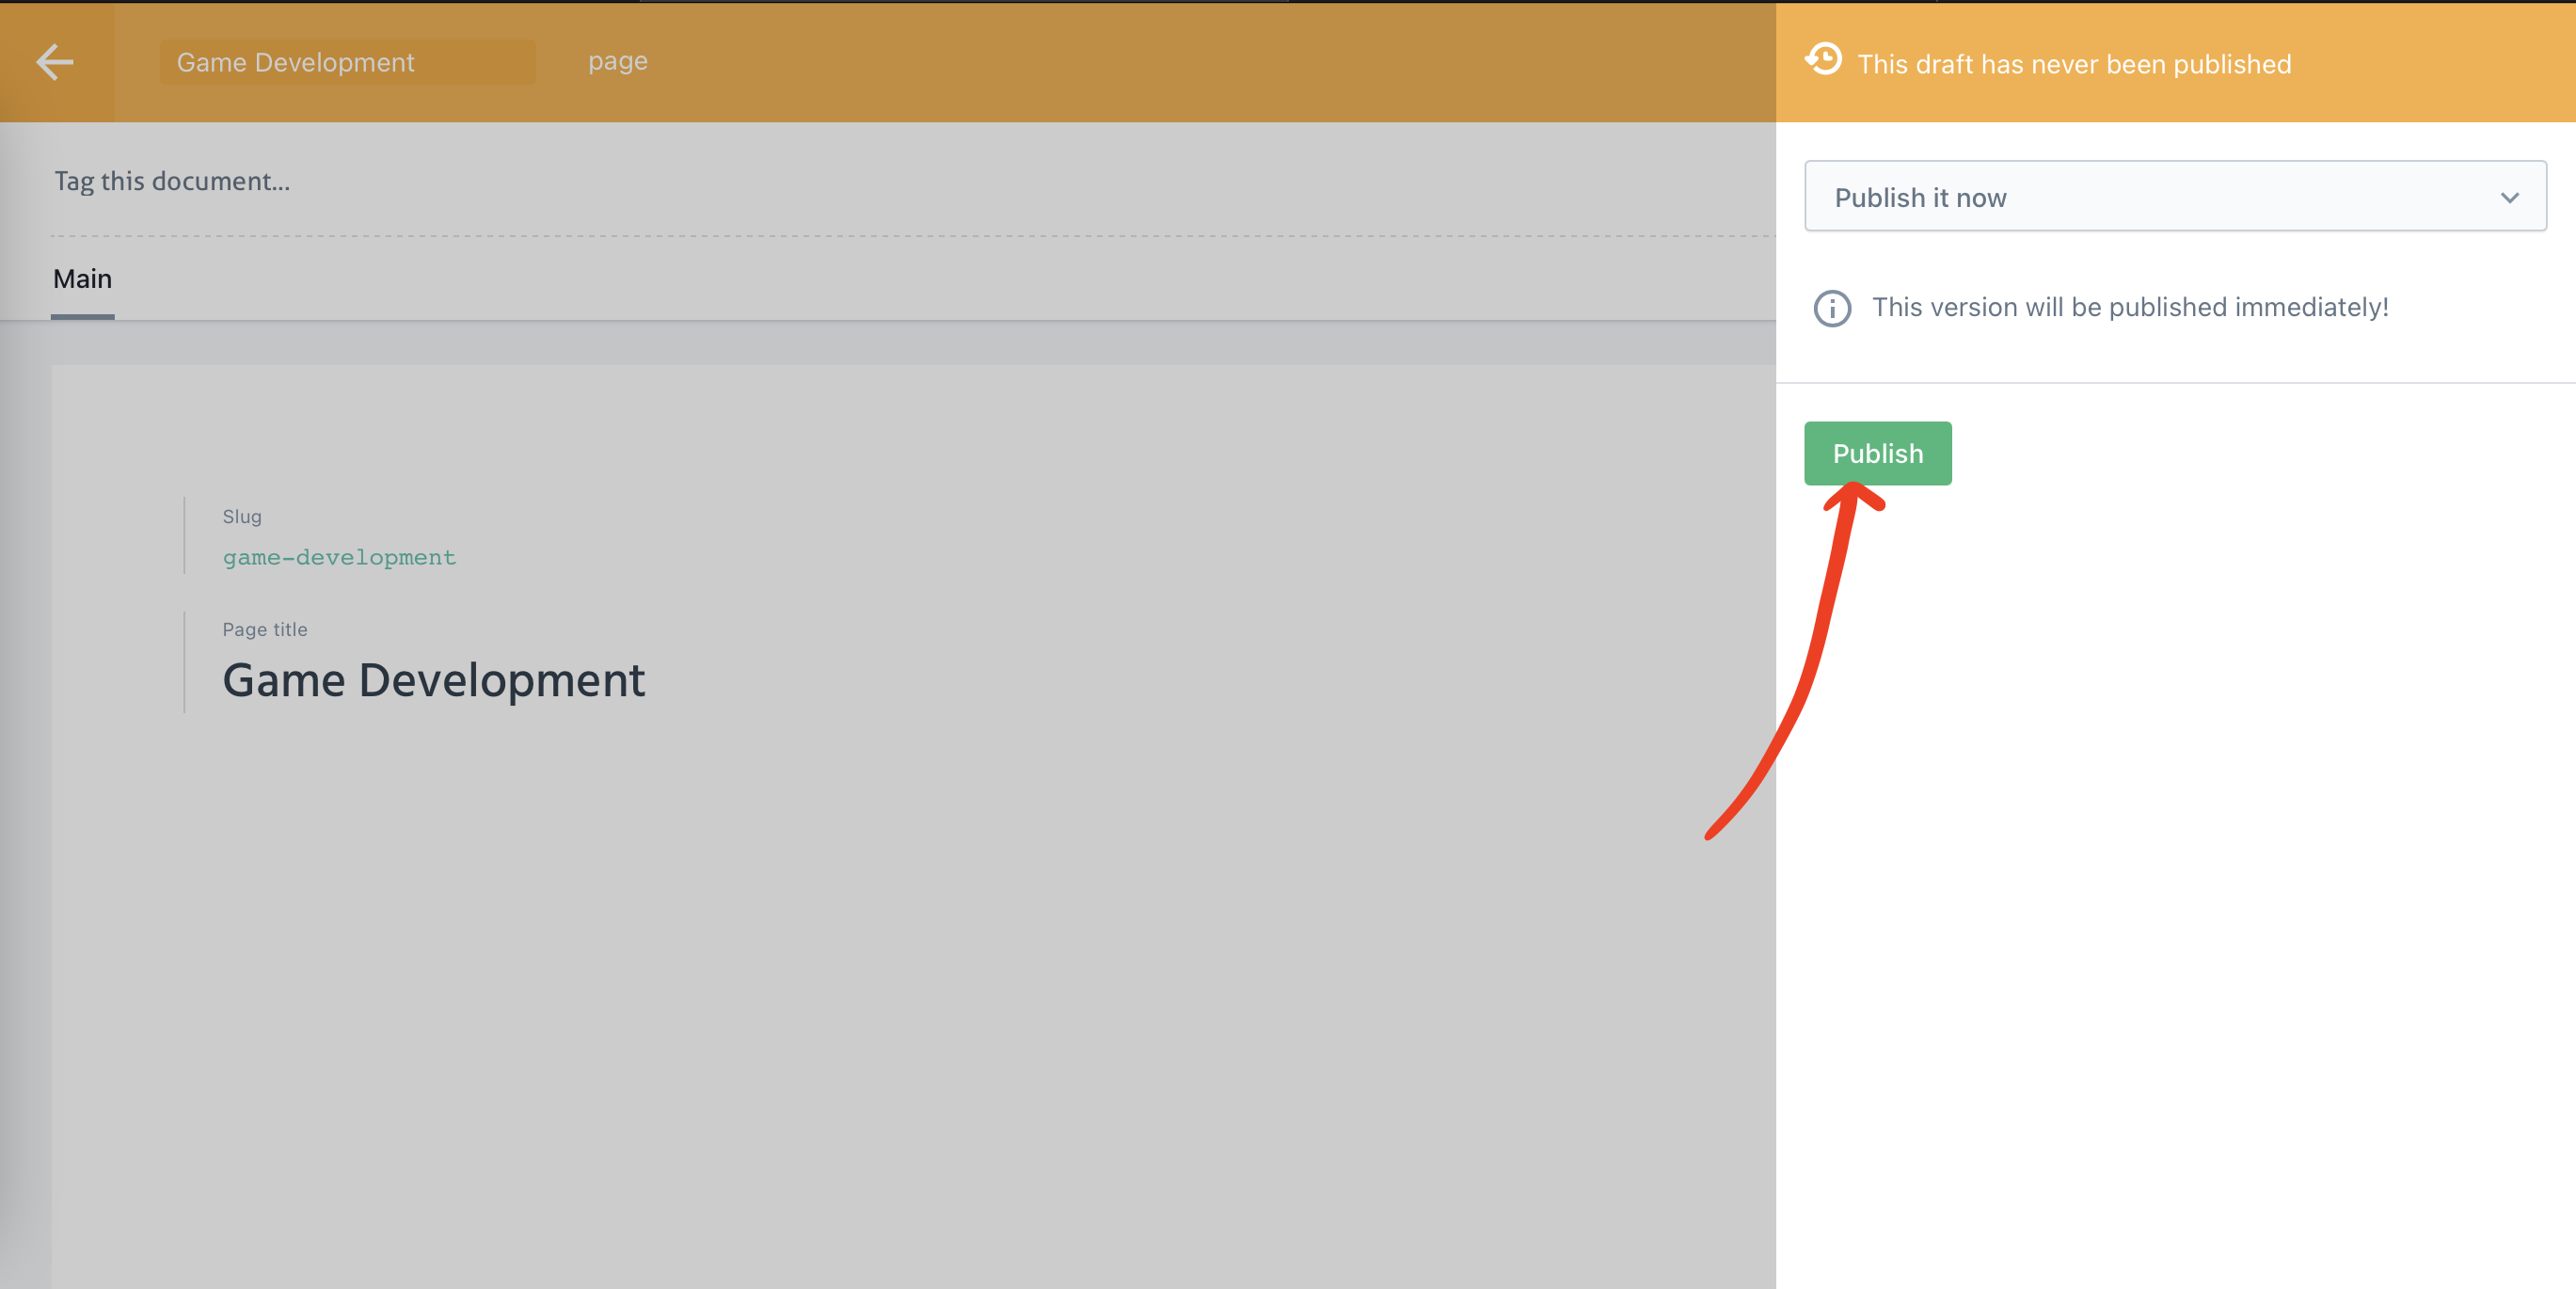 Game Development
page
This draft has never been published
Tag this document...
Publish it now
Main
This version will be published immediately!
Publish
Slug
game-development
Page title
Game Development